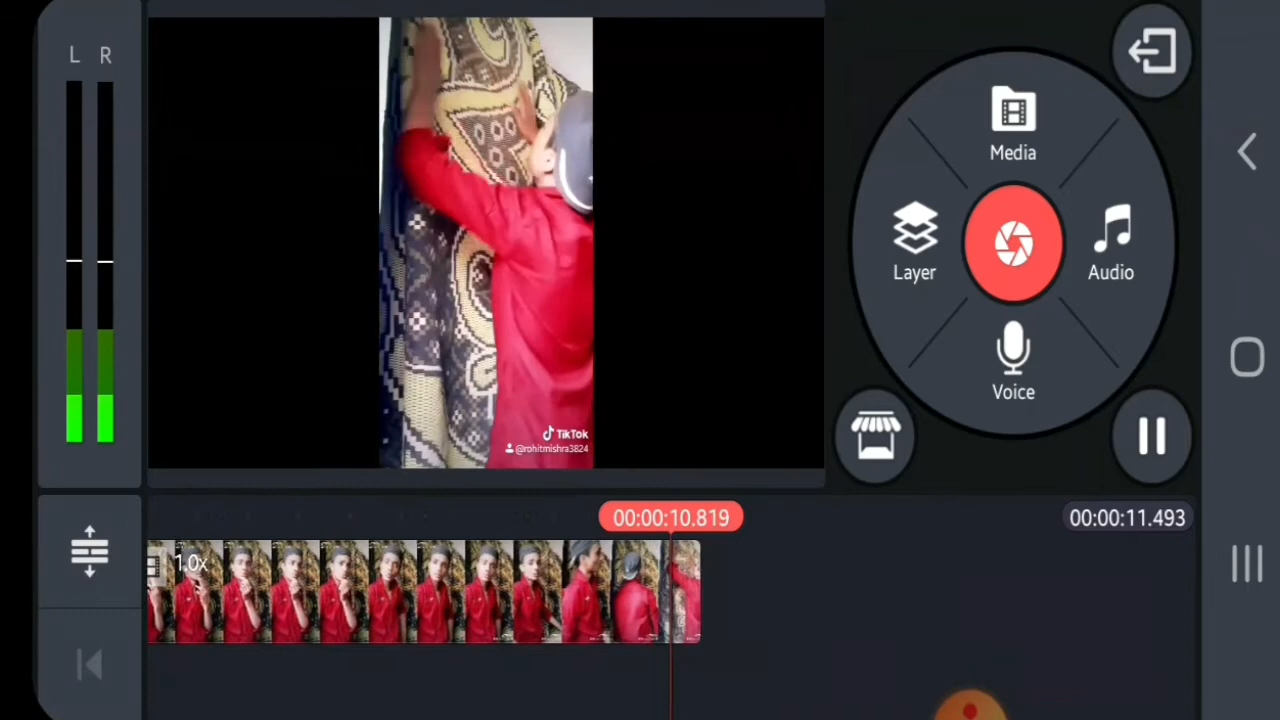 L R
Media
Layer
Audio
Voice
TikTok
@rohitmishra3824
00:00:10.819
00:00:11.493
1.0x